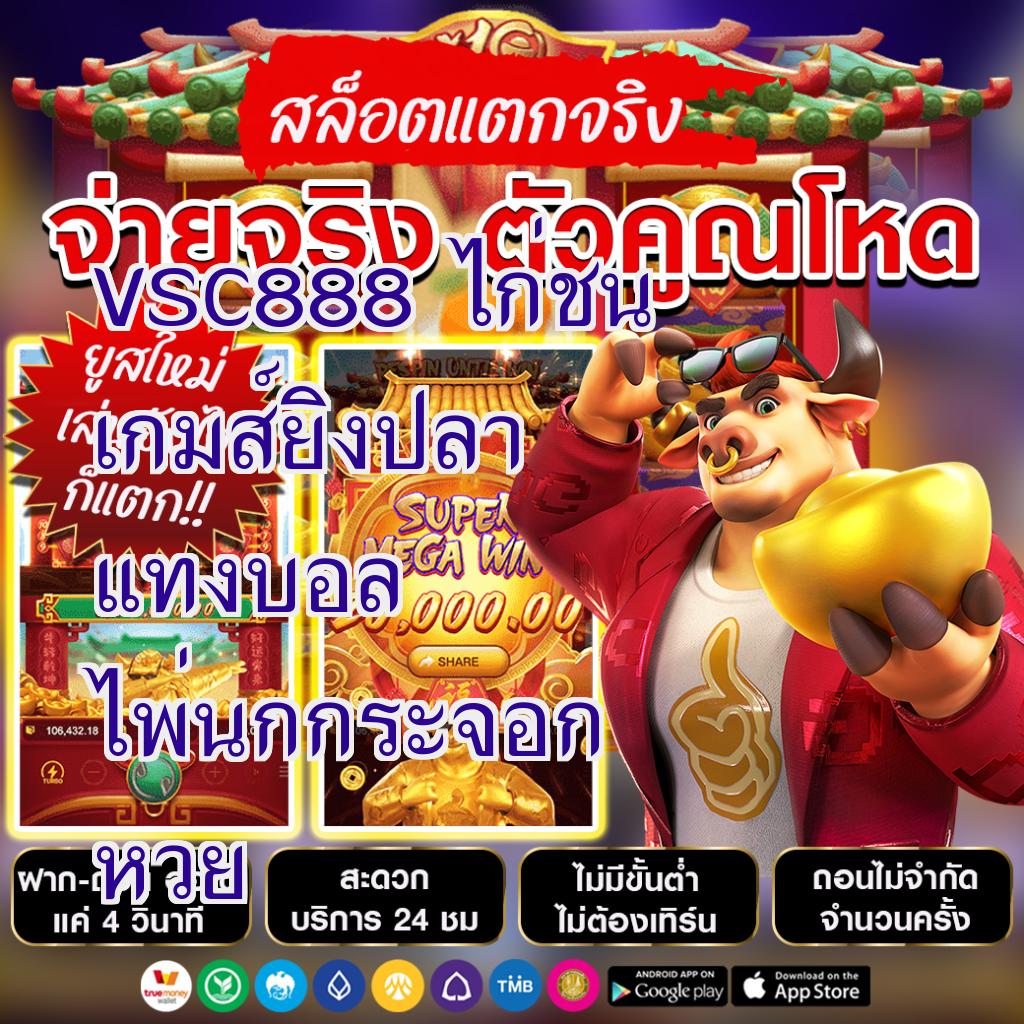 สล็อตแตกจริง
จ่ายจริง ตัวคูณโหด
VSC888 ไก่ชน
ยูสใหม่
เกมส์ยิงปลา
ก็แตก!!
SUPER
MEGA WIN
แทงบอล
,000.00
SHARE
ไพ่นกกระจอก
106,432.18
TURBO
หวย
แค่ 4 วินาที
สะดวก
บริการ 24 ชม
ไม่มีขั้นต่ำ
ไม่ต้องเทิร์น
ถอนไม่จำกัด
จำนวนครั้ง
truemoney
wallet
TMB
ANDROID APP ON
Google play
Download on the
App Store